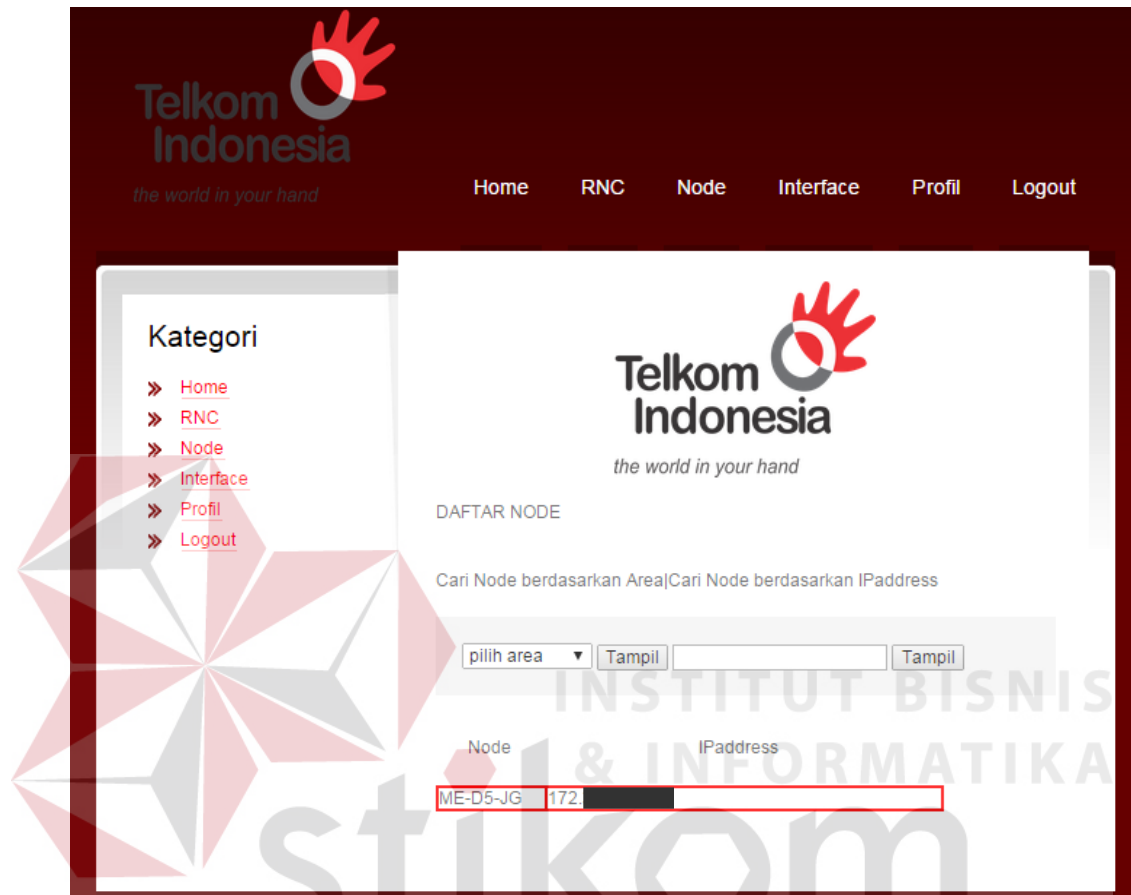 Telkom
Indonesia
the world in your hand
Home RNC Node Interface Profil Logout
Kategori
Home
RNC
Node
Interface
Profil
Logout
Telkom
Indonesia
the world in your hand
DAFTAR NODE
Cari Node berdasarkan Area|Cari Node berdasarkan IPaddress
pilih area Tampil Tampil
INSTITUT BISNIS
Node IPaddress
& INFORMATIKA
ME-D5-JG 172.
stikom